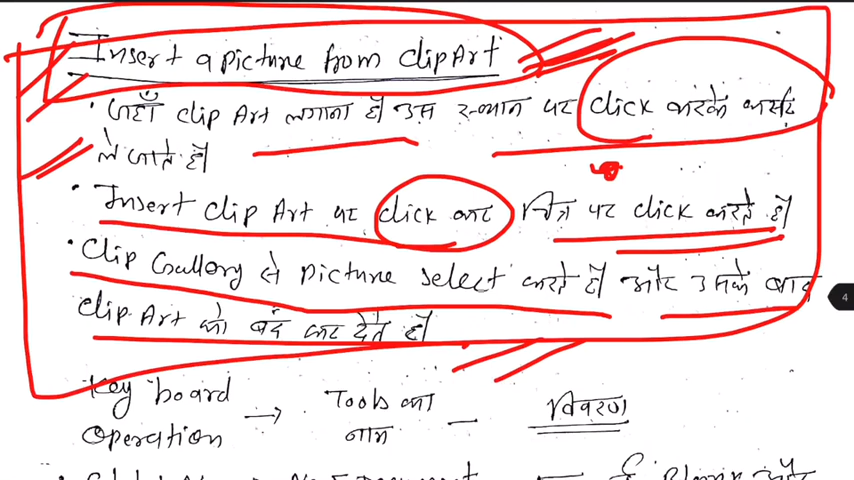 Insert a picture from ClipArt
• जहाँ Clip Art लगाना हैं उस स्थान पर click करके कर्सर
ले जाते हैं।
• Insert Clip Art पर click कर चित्र पर click करते हैं।
• Clip Gallery से picture select करते हैं और उसके बाद
Clip Art को बंद कर देते हैं।
Key board Operation → Tools का नाम — विवरण
4